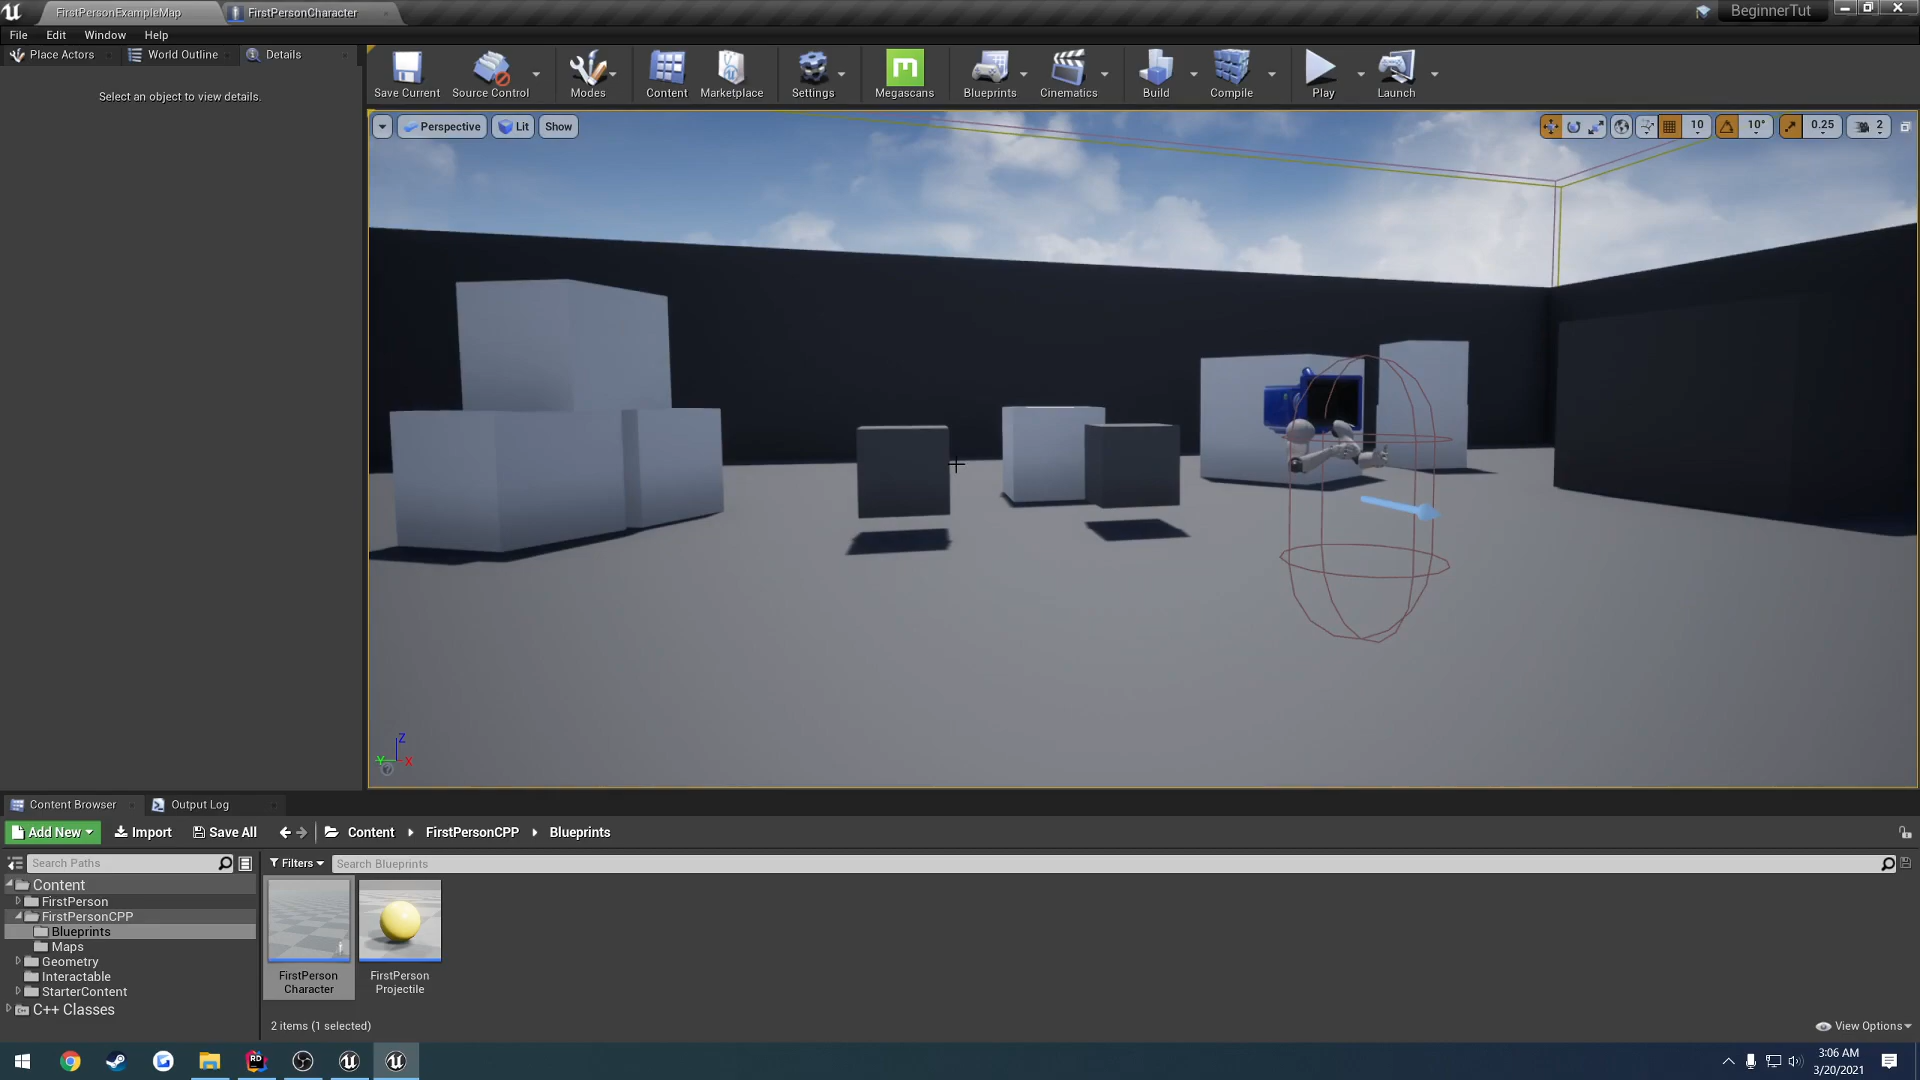 FirstPersonExampleMap
FirstPersonCharacter
BeginnerTut
File Edit Window Help
Place Actors World Outline Details
Select an object to view details.
Save Current Source Control Modes Content Marketplace Settings Megascans Blueprints Cinematics Build Compile Play Launch
Perspective Lit Show
10 10° 0.25 2
Z
Y X
Content Browser Output Log
Add New Import Save All Content FirstPersonCPP Blueprints
Search Paths
Filters Search Blueprints
Content
FirstPerson
FirstPersonCPP
Blueprints
Maps
Geometry
Interactable
StarterContent
C++ Classes
FirstPerson
Character
FirstPerson
Projectile
2 items (1 selected)
View Options
3:06 AM
3/20/2021